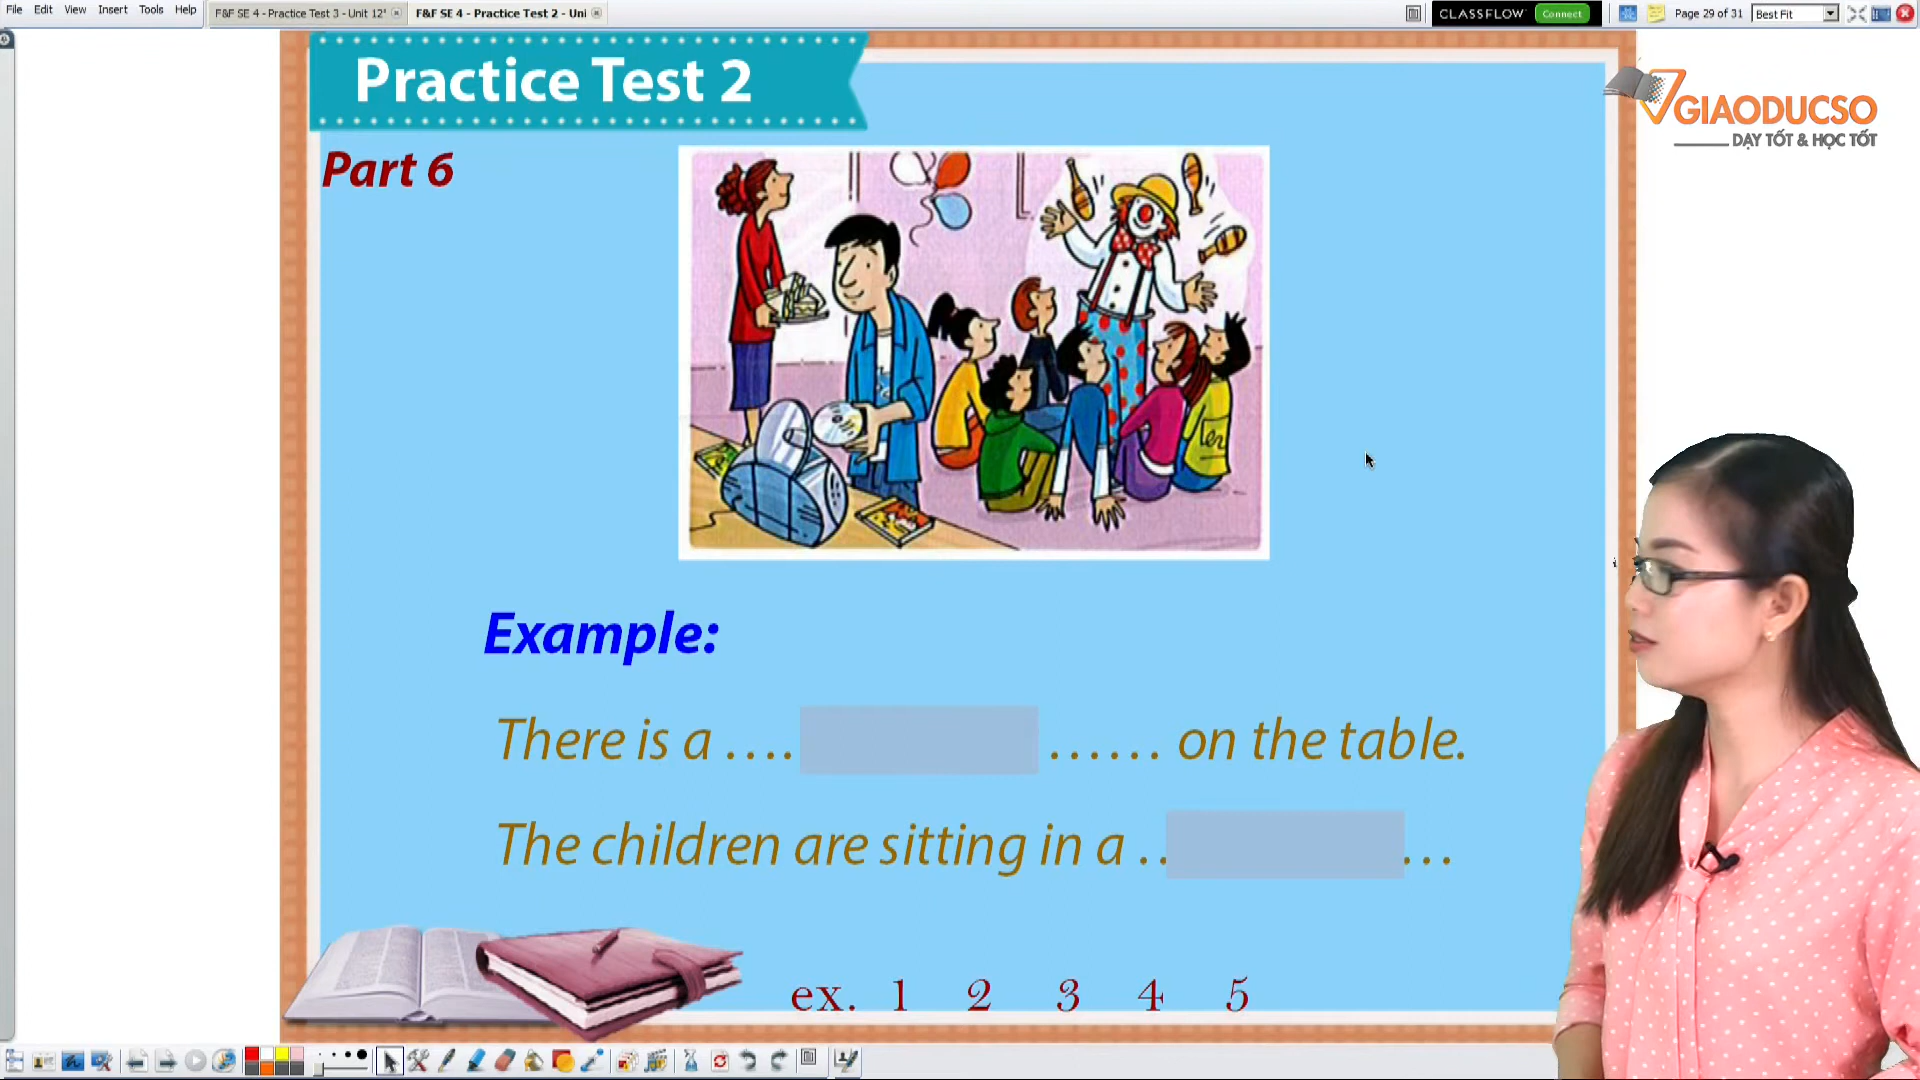 File Edit View Insert Tools Help
F&F SE 4 - Practice Test 3 - Unit 12'
F&F SE 4 - Practice Test 2 - Uni
CLASSFLOW
Connect
Page 29 of 31
Best Fit
Practice Test 2
GIAODUCSO
DẠY TỐT & HỌC TỐT
Part 6
Example:
There is a .... ...... on the table.
The children are sitting in a .. ...
ex. 1 2 3 4 5